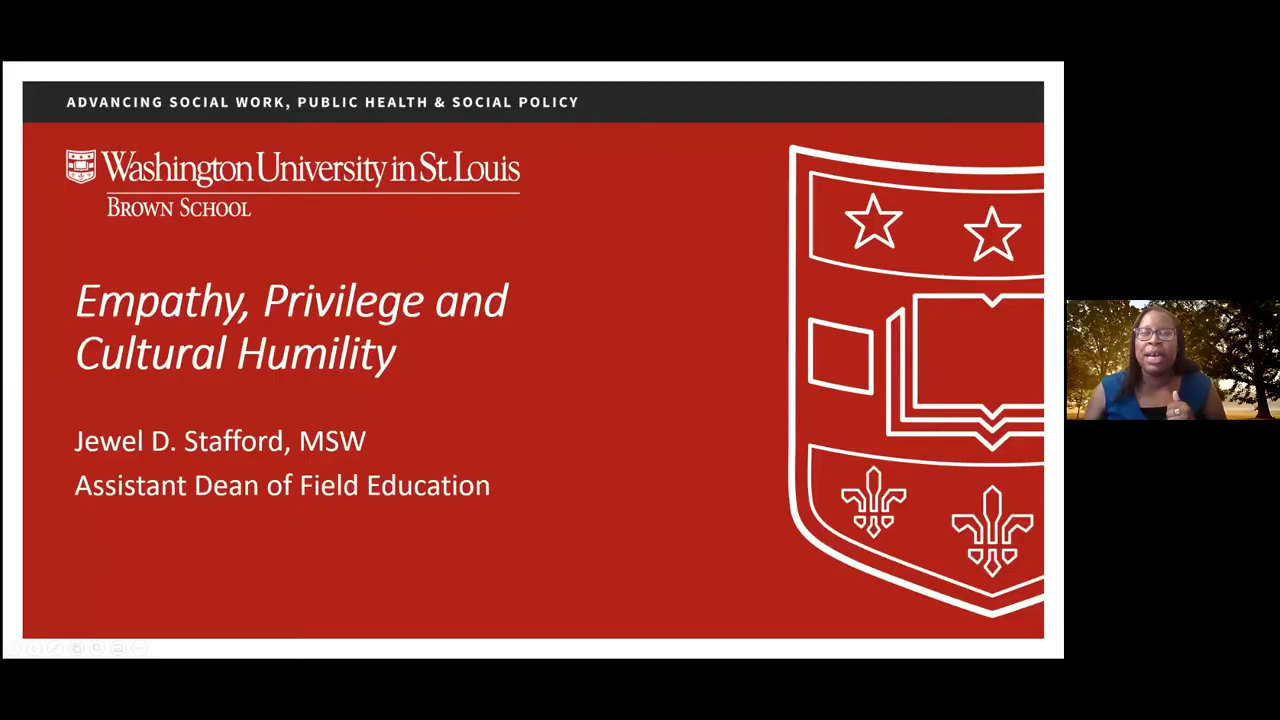 ADVANCING SOCIAL WORK, PUBLIC HEALTH & SOCIAL POLICY
Washington University in St. Louis
BROWN SCHOOL
Empathy, Privilege and
Cultural Humility
Jewel D. Stafford, MSW
Assistant Dean of Field Education